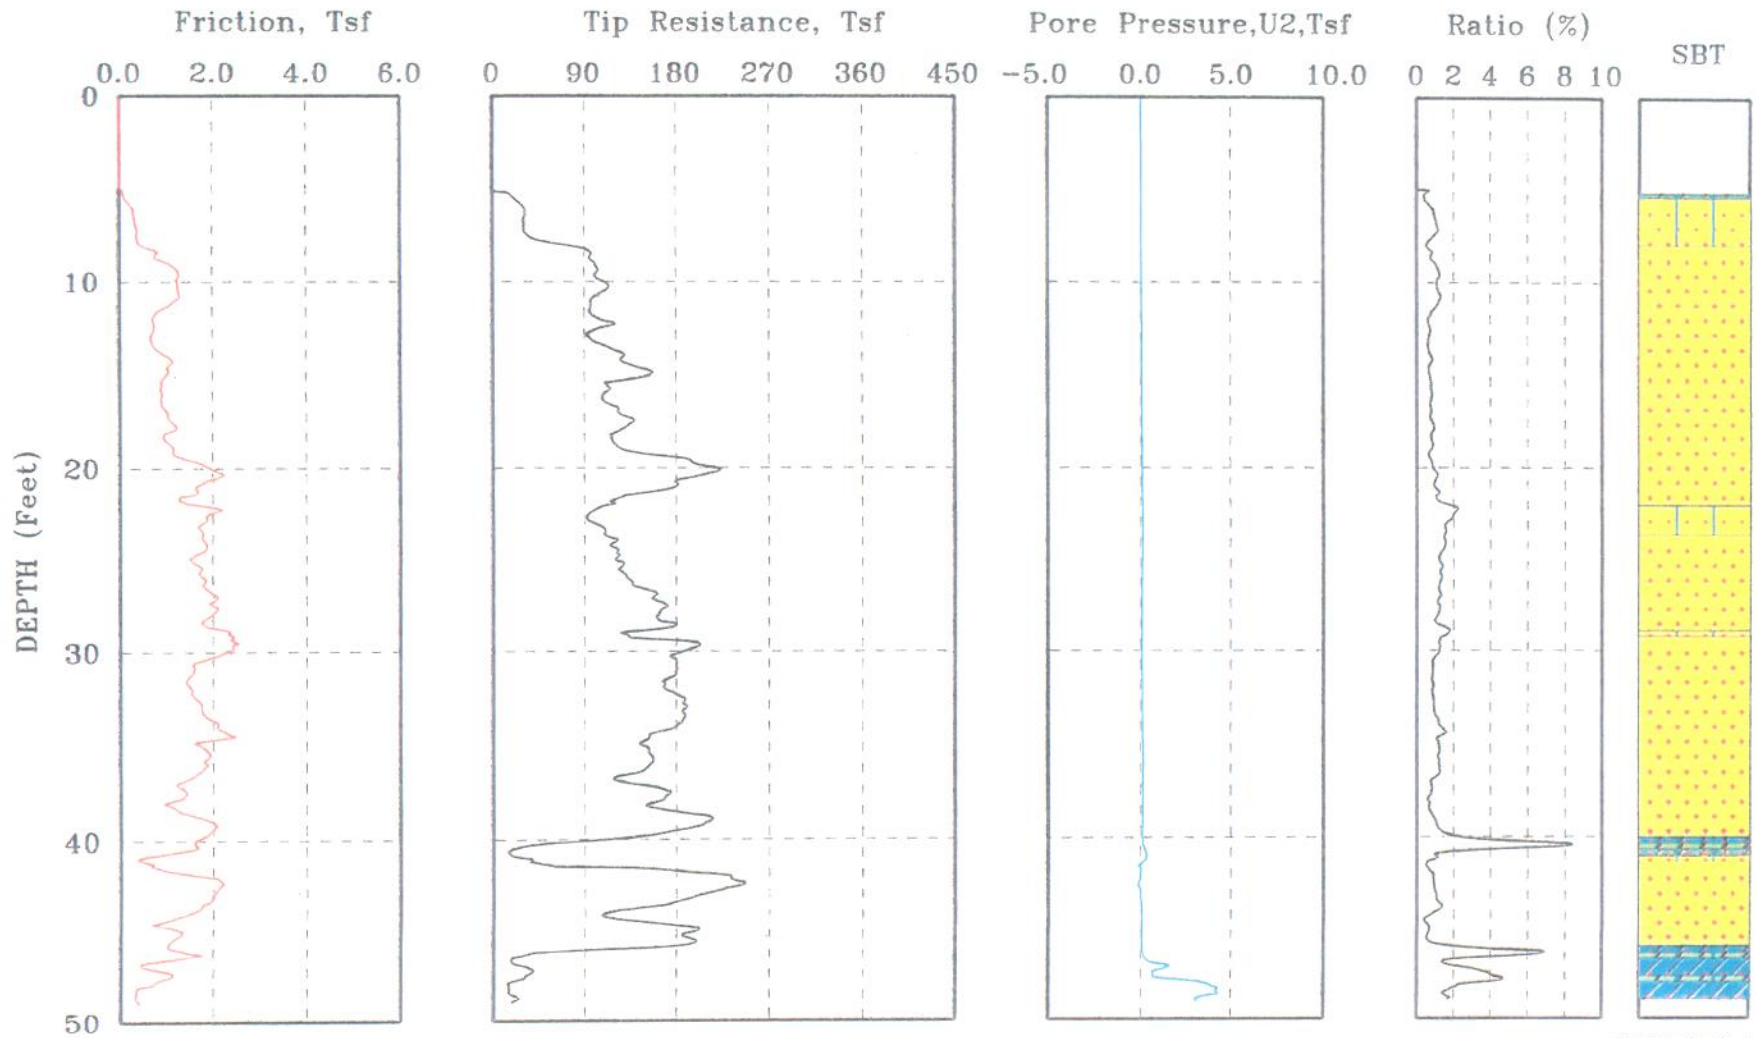 Friction, Tsf
Tip Resistance, Tsf
Pore Pressure,U2,Tsf
Ratio (%)
SBT
0.0 2.0 4.0 6.0
0 90 180 270 360 450
-5.0 0.0 5.0 10.0
0 2 4 6 8 10
DEPTH (Feet)
0
10
20
30
40
50